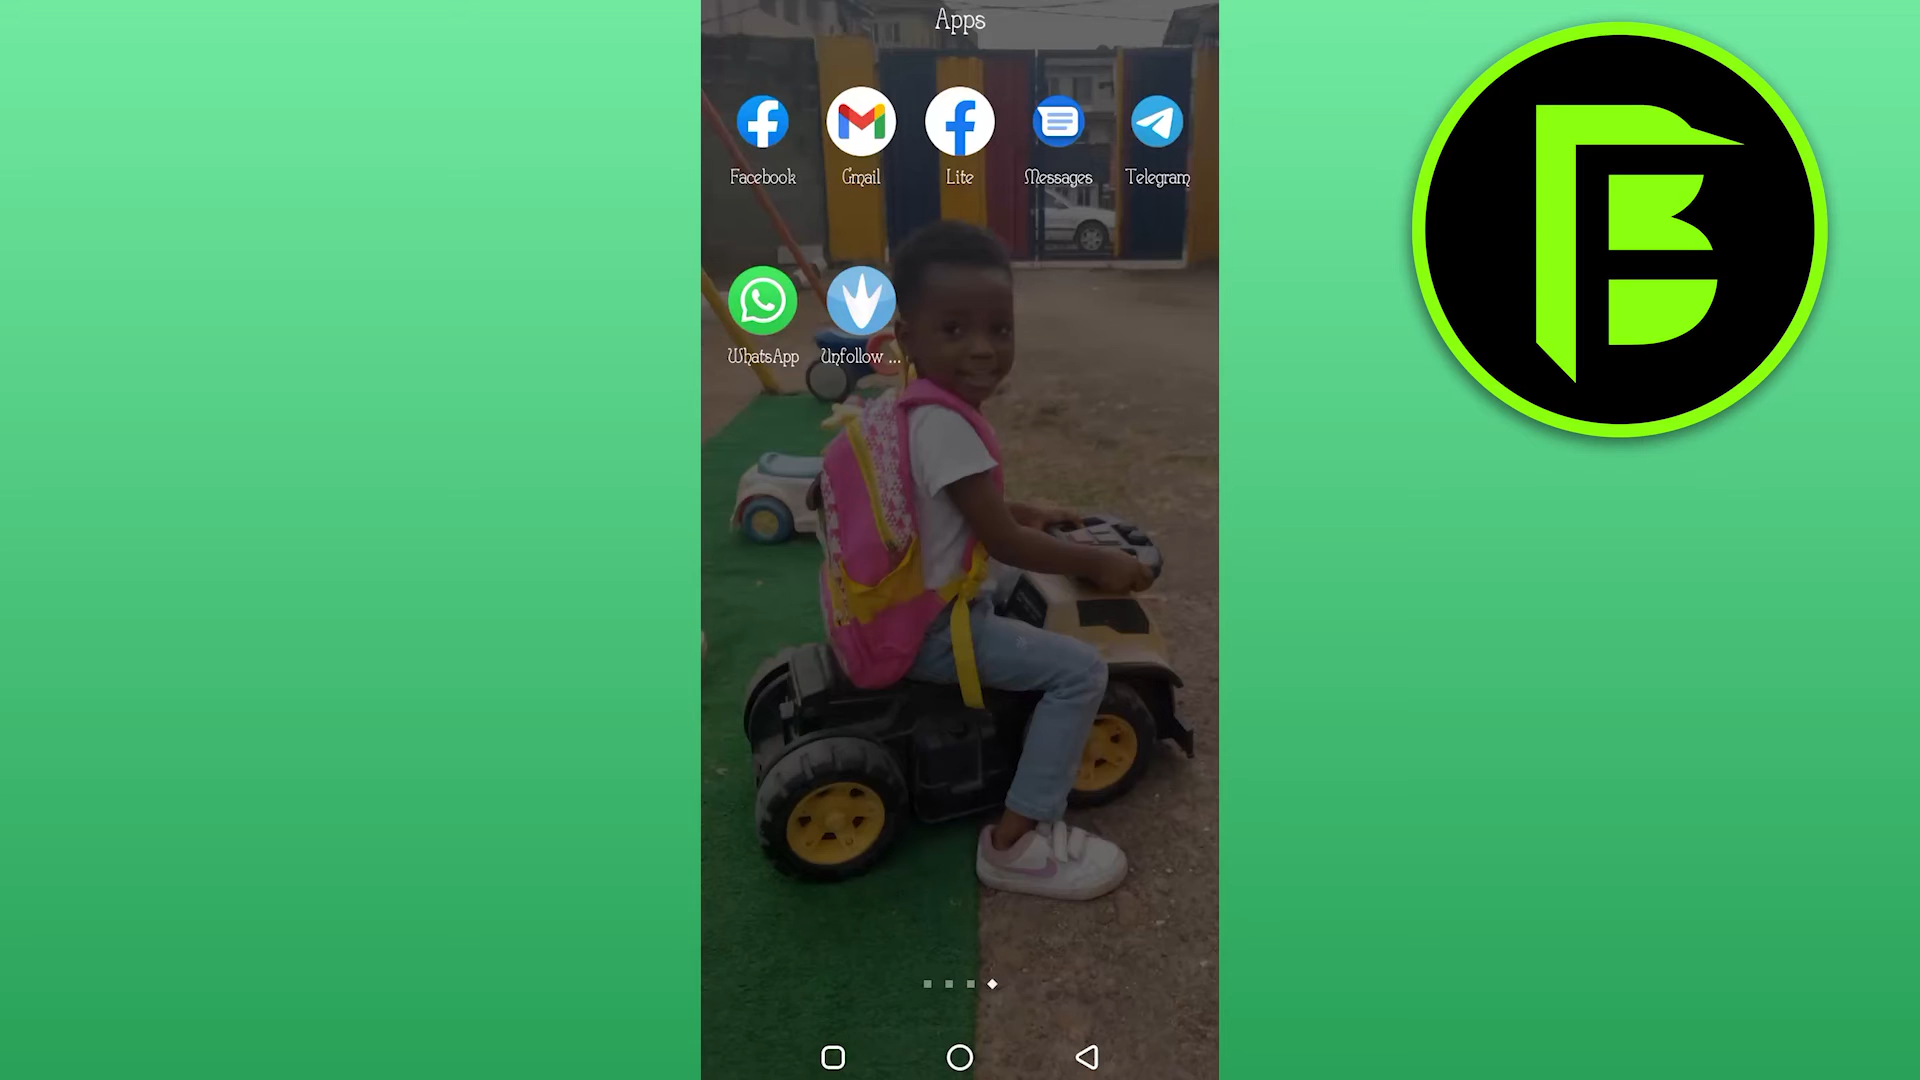 Apps
Facebook
Gmail
Lite
Messages
Telegram
WhatsApp
Unfollow ...